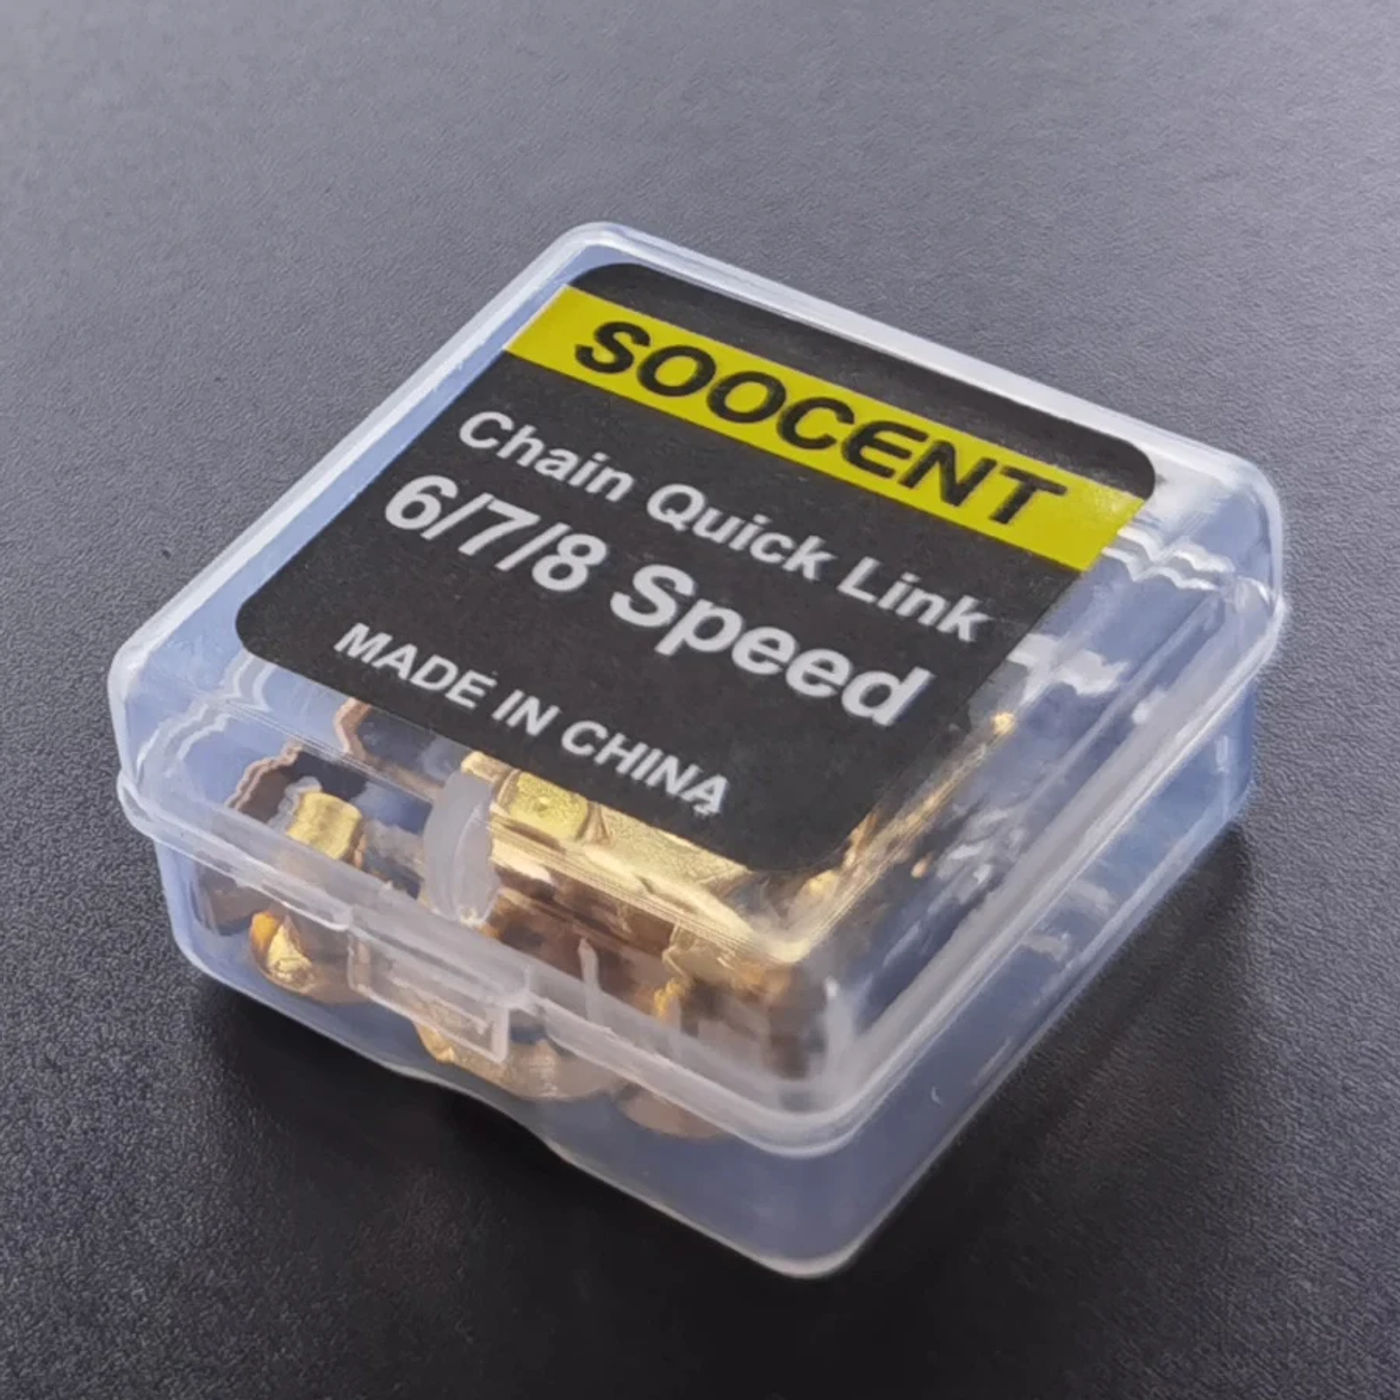 SOOCENT
Chain Quick Link
6/7/8 Speed
MADE IN CHINA